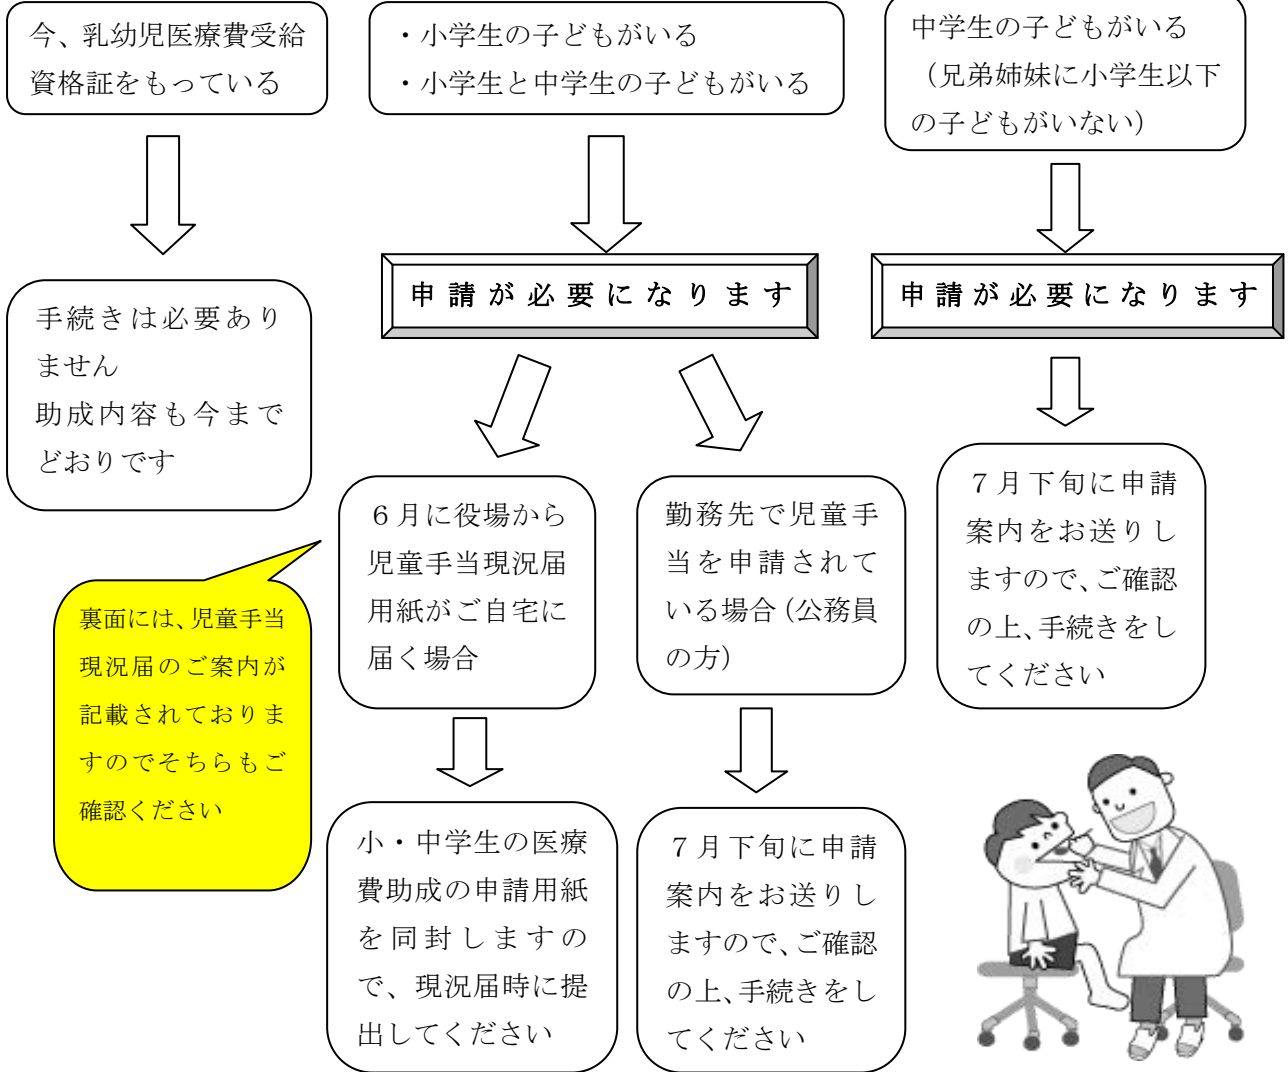 今、乳幼児医療費受給
資格証をもっている
・小学生の子どもがいる
・小学生と中学生の子どもがいる
中学生の子どもがいる
（兄弟姉妹に小学生以下
の子どもがいない）
手続きは必要あり
ません
助成内容も今まで
どおりです
申請が必要になります
申請が必要になります
裏面には、児童手当
現況届のご案内が
記載されておりま
すのでそちらもご
確認ください
６月に役場から
児童手当現況届
用紙がご自宅に
届く場合
勤務先で児童手
当を申請されて
いる場合（公務員
の方）
７月下旬に申請
案内をお送りし
ますので、ご確認
の上、手続きをし
てください
小・中学生の医療
費助成の申請用紙
を同封しますの
で、現況届時に提
出してください
７月下旬に申請
案内をお送りし
ますので、ご確認
の上、手続きをし
てください